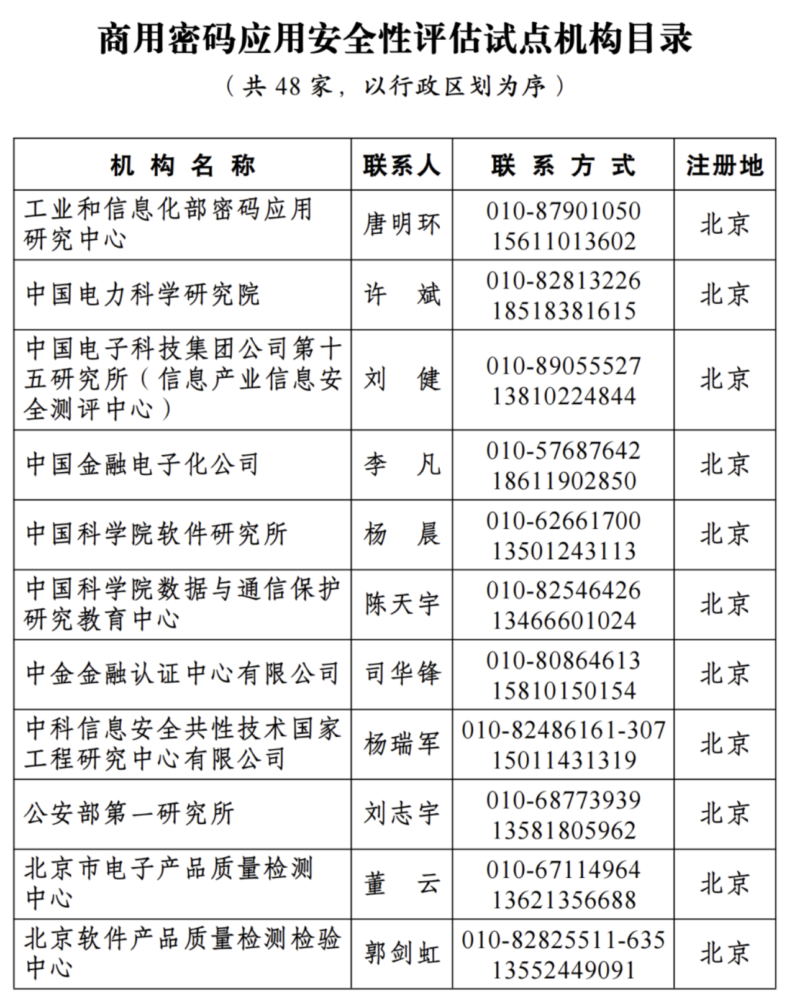 商用密码应用安全性评估试点机构目录
（共 48 家，以行政区划为序）
机构名称 联系人 联系方式 注册地
工业和信息化部密码应用
研究中心
唐明环
010-87901050
15611013602
北京
中国电力科学研究院
许 斌
010-82813226
18518381615
北京
中国电子科技集团公司第十
五研究所（信息产业信息安
全测评中心）
刘 健
010-89055527
13810224844
北京
中国金融电子化公司
李 凡
010-57687642
18611902850
北京
中国科学院软件研究所
杨 晨
010-62661700
13501243113
北京
中国科学院数据与通信保护
研究教育中心
陈天宇
010-82546426
13466601024
北京
中金金融认证中心有限公司
司华锋
010-80864613
15810150154
北京
中科信息安全共性技术国家
工程研究中心有限公司
杨瑞军
010-82486161-307
15011431319
北京
公安部第一研究所
刘志宇
010-68773939
13581805962
北京
北京市电子产品质量检测
中心
董 云
010-67114964
13621356688
北京
北京软件产品质量检测检验
中心
郭剑虹
010-82825511-635
13552449091
北京